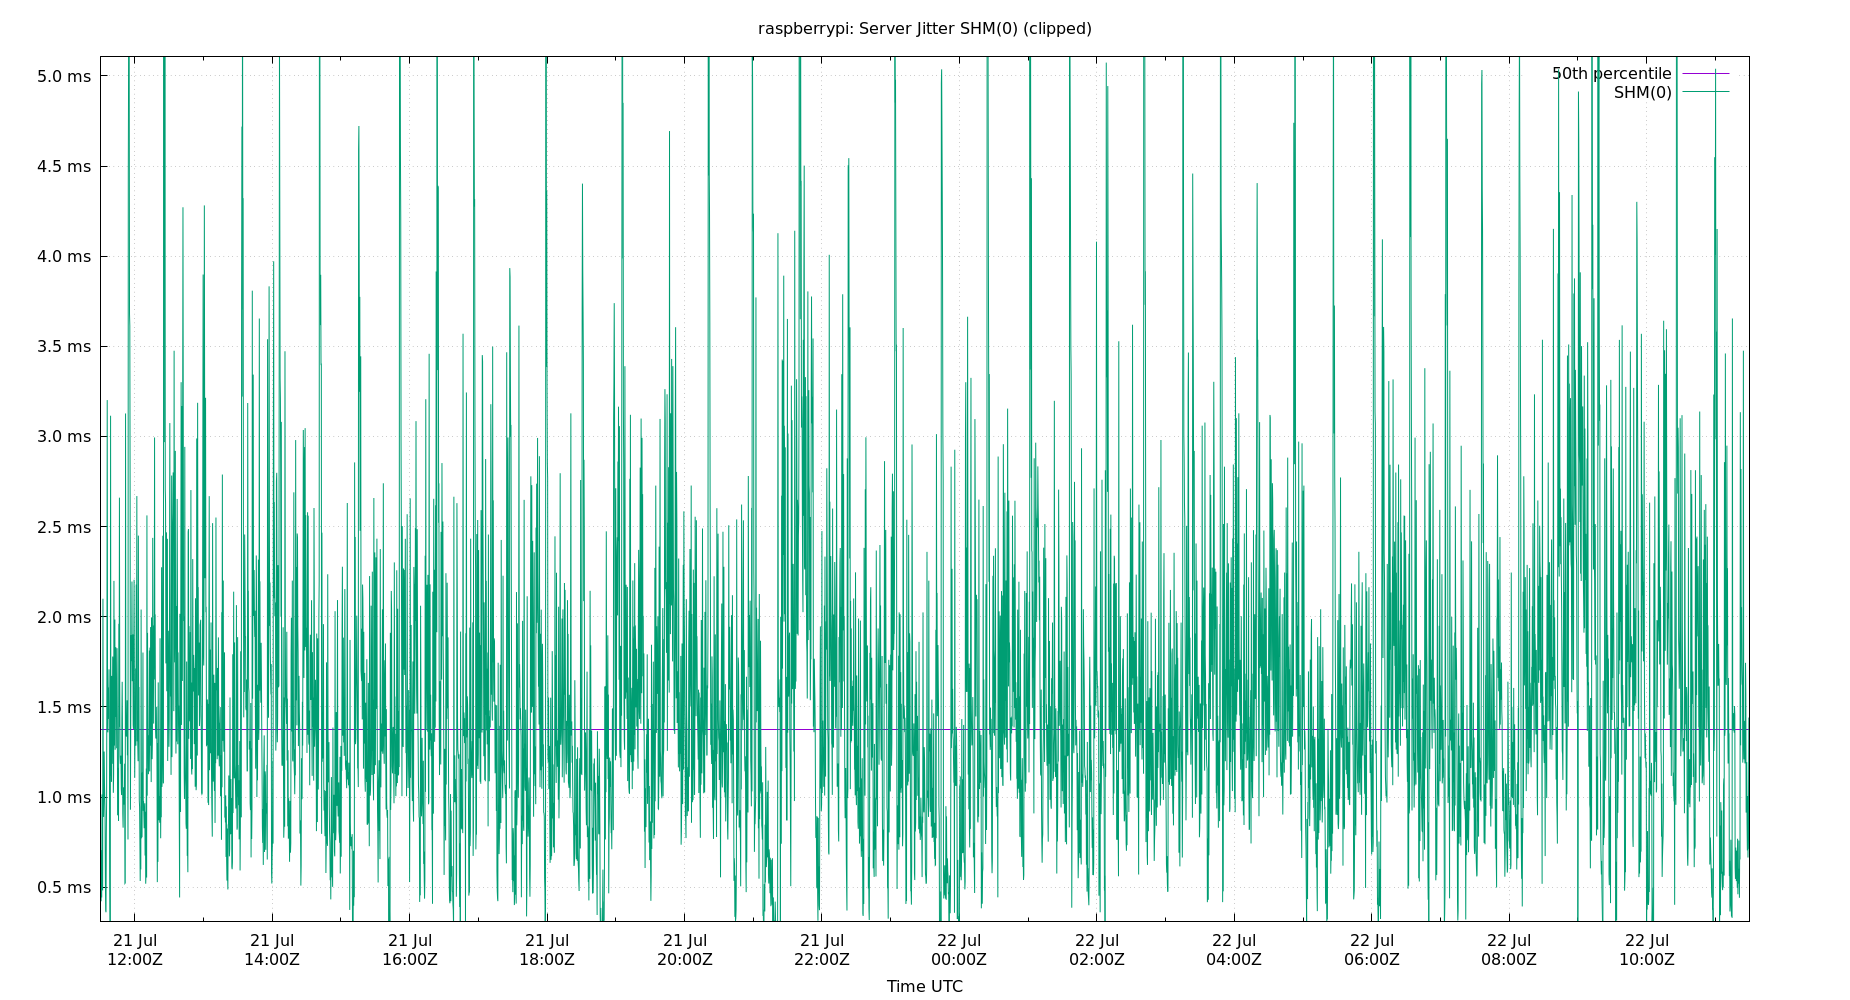 raspberrypi: Server Jitter SHM(0) (clipped)
50th percentile
SHM(0)
5.0 ms
4.5 ms
4.0 ms
3.5 ms
3.0 ms
2.5 ms
2.0 ms
1.5 ms
1.0 ms
0.5 ms
21 Jul 21 Jul 21 Jul 21 Jul 21 Jul 21 Jul 22 Jul 22 Jul 22 Jul 22 Jul 22 Jul 22 Jul
12:00Z 14:00Z 16:00Z 18:00Z 20:00Z 22:00Z 00:00Z 02:00Z 04:00Z 06:00Z 08:00Z 10:00Z
Time UTC